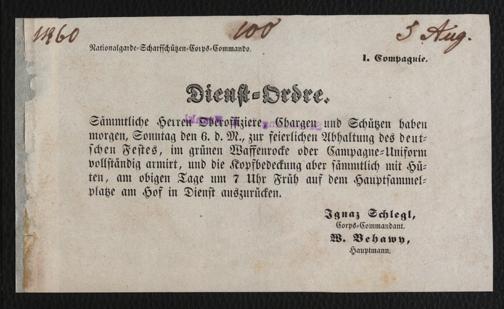 11860 100 5 Aug.
Nationalgarde-Scharfschützen-Corps-Commando.
1. Compagnie.
Dienst-Ordre.
Sämmtliche Herren Oberoffiziere, Chargen und Schützen haben
morgen, Sonntag den 6. d. M., zur feierlichen Abhaltung des deut-
schen Festes, im grünen Waffenrocke oder Campagne-Uniform
vollständig armirt, und die Kopfbedeckung aber sämmtlich mit Hü-
ten, am obigen Tage um 7 Uhr Früh auf dem Hauptsammel-
platze am Hof in Dienst auszurücken.
Ignaz Schlegl,
Corps-Commandant.
W. Behawy,
Hauptmann.